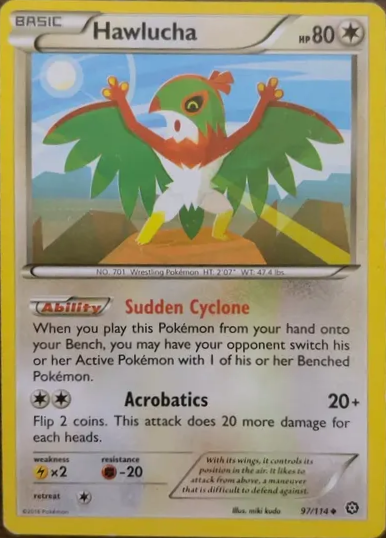 BASIC Hawlucha HP80
NO. 701 Wrestling Pokémon HT: 2'07" WT: 47.4 lbs.
Ability Sudden Cyclone
When you play this Pokémon from your hand onto
your Bench, you may have your opponent switch his
or her Active Pokémon with 1 of his or her Benched
Pokémon.
Acrobatics 20+
Flip 2 coins. This attack does 20 more damage for
each heads.
weakness resistance
×2 -20
retreat
With its wings, it controls its
position in the air. It likes to
attack from above, a maneuver
that is difficult to defend against.
©2016 Pokémon illus. miki kudo 97/114